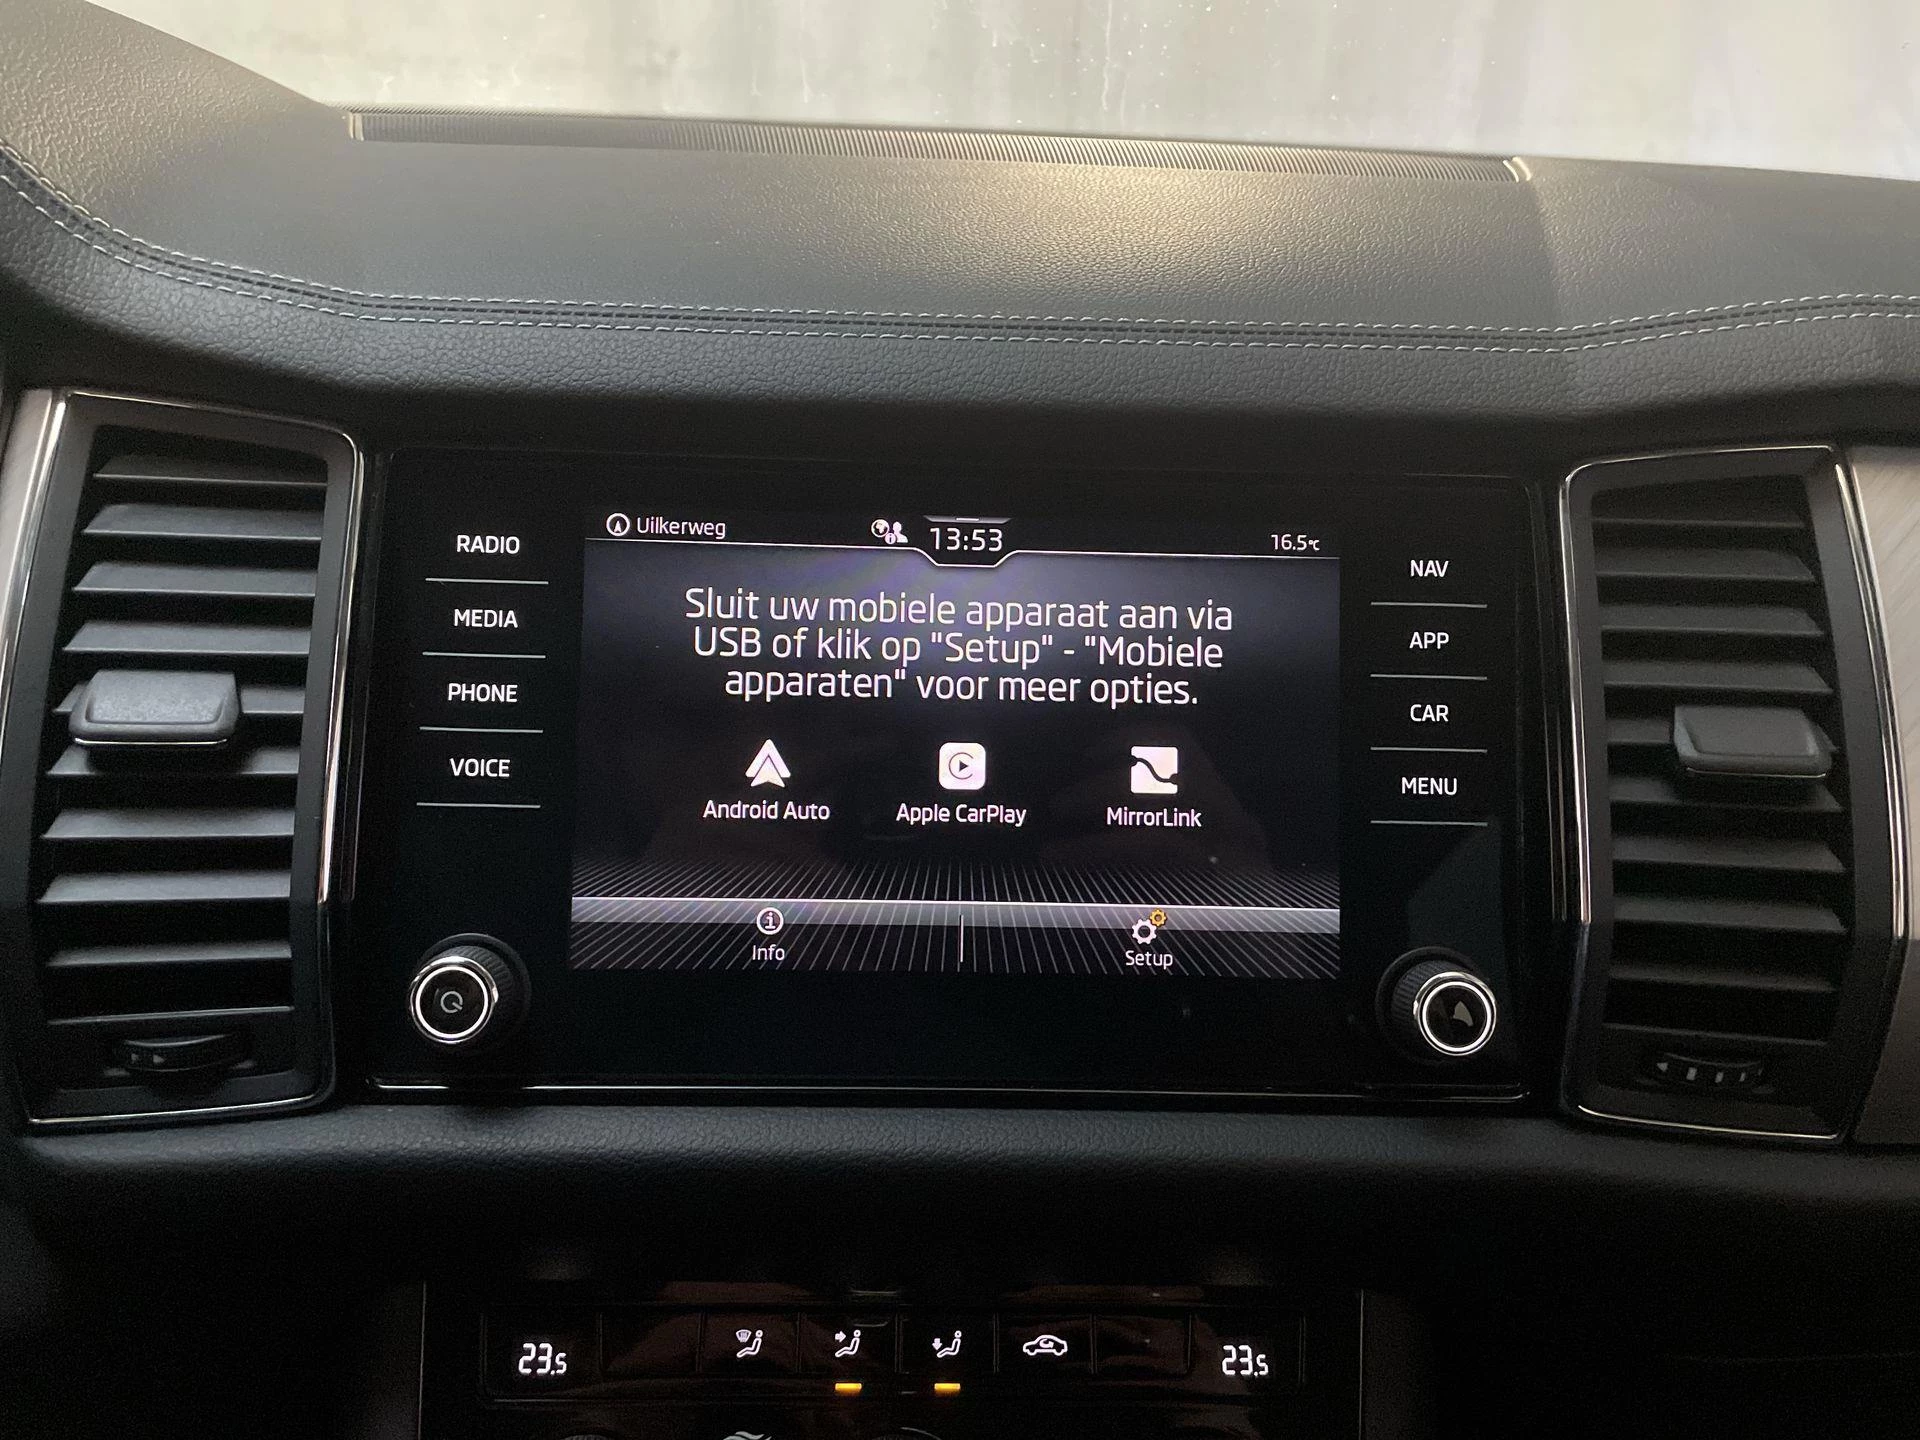 Uilkerweg
13:53
16.5°C
RADIO
MEDIA
PHONE
VOICE
Sluit uw mobiele apparaat aan via
USB of klik op "Setup" - "Mobiele
apparaten" voor meer opties.
Android Auto
Apple CarPlay
MirrorLink
Info
Setup
NAV
APP
CAR
MENU
23.5
23.5